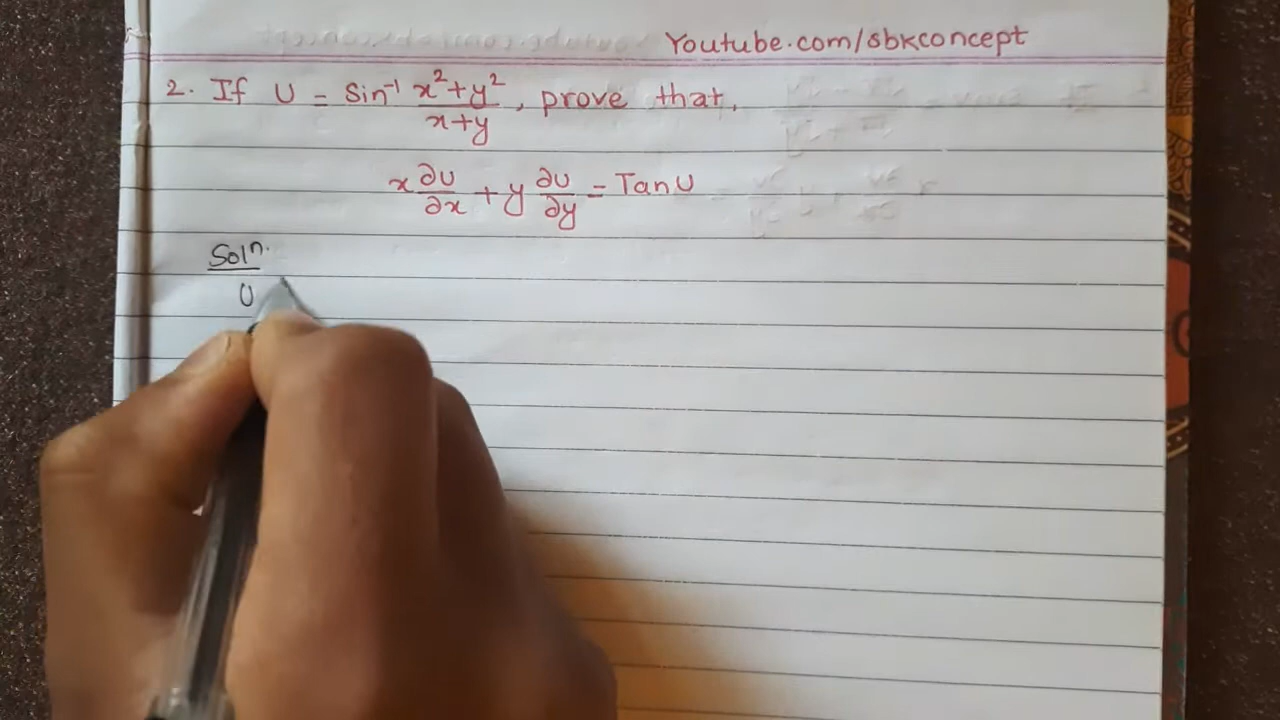 Youtube.com/sbkconcept
2. If U = Sin⁻¹ (x²+y²)/(x+y), prove that,
x ∂U/∂x + y ∂U/∂y = Tan U
Solⁿ.
U